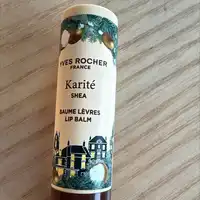 YVES ROCHER
FRANCE
Karité
SHEA
BAUME LÈVRES
LIP BALM